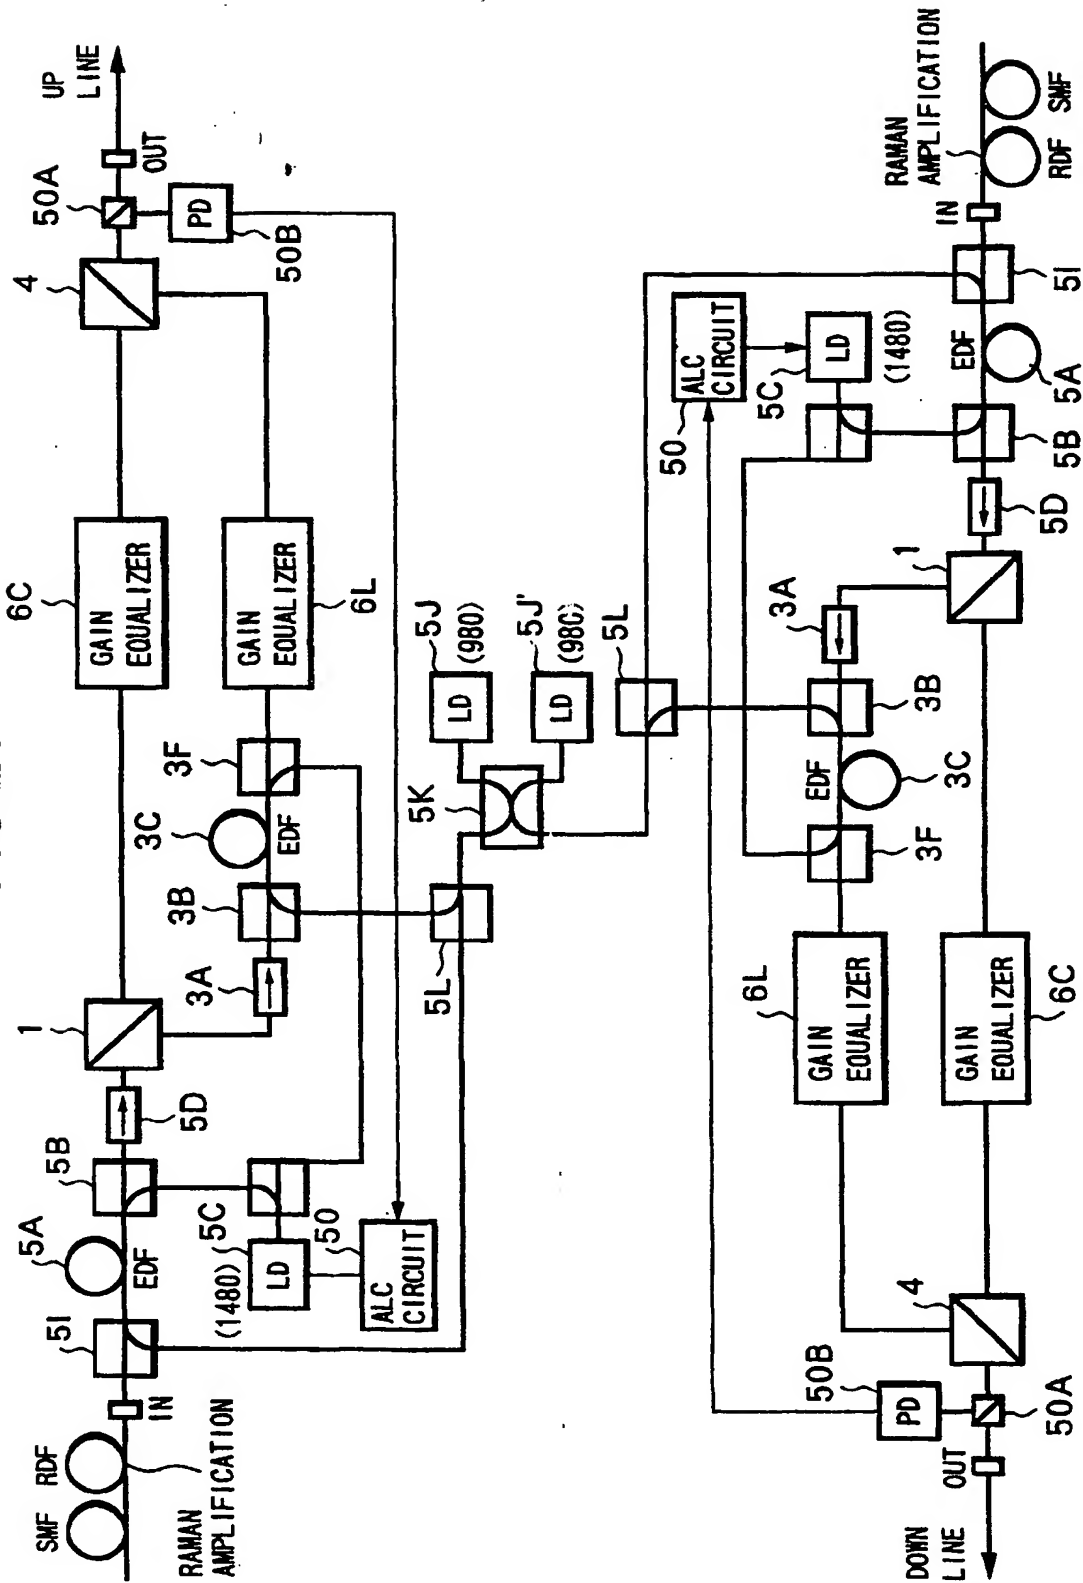 SMF
RDF
RAMAN
AMPLIFICATION
IN
5I
5A
EDF
5B
5D
1
6C
GAIN
EQUALIZER
4
50A
OUT
UP
LINE
PD
50B
5C
(1480)
LD
50
ALC
CIRCUIT
3A
3B
3C
EDF
3F
GAIN
EQUALIZER
6L
5L
5K
5J
LD
(980)
5J'
LD
(980)
5L
50
ALC
CIRCUIT
5C
LD
(1480)
6L
GAIN
EQUALIZER
3F
EDF
3C
3B
3A
1
RAMAN
AMPLIFICATION
RDF
SMF
IN
5I
EDF
5A
5B
5D
GAIN
EQUALIZER
6C
4
50B
PD
50A
OUT
DOWN
LINE